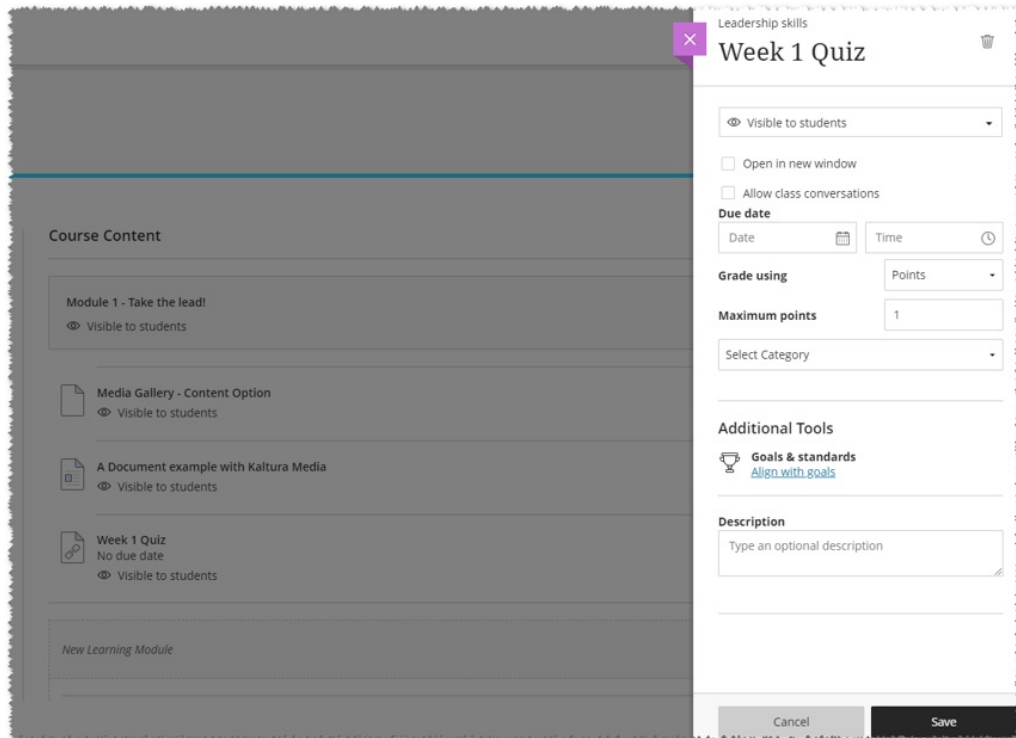 Leadership skills
Week 1 Quiz
Visible to students
Open in new window
Allow class conversations
Due date
Date Time
Grade using Points
Maximum points 1
Select Category
Additional Tools
Goals & standards
Align with goals
Description
Type an optional description
Cancel Save
Course Content
Module 1 - Take the lead!
Visible to students
Media Gallery - Content Option
Visible to students
A Document example with Kaltura Media
Visible to students
Week 1 Quiz
No due date
Visible to students
New Learning Module